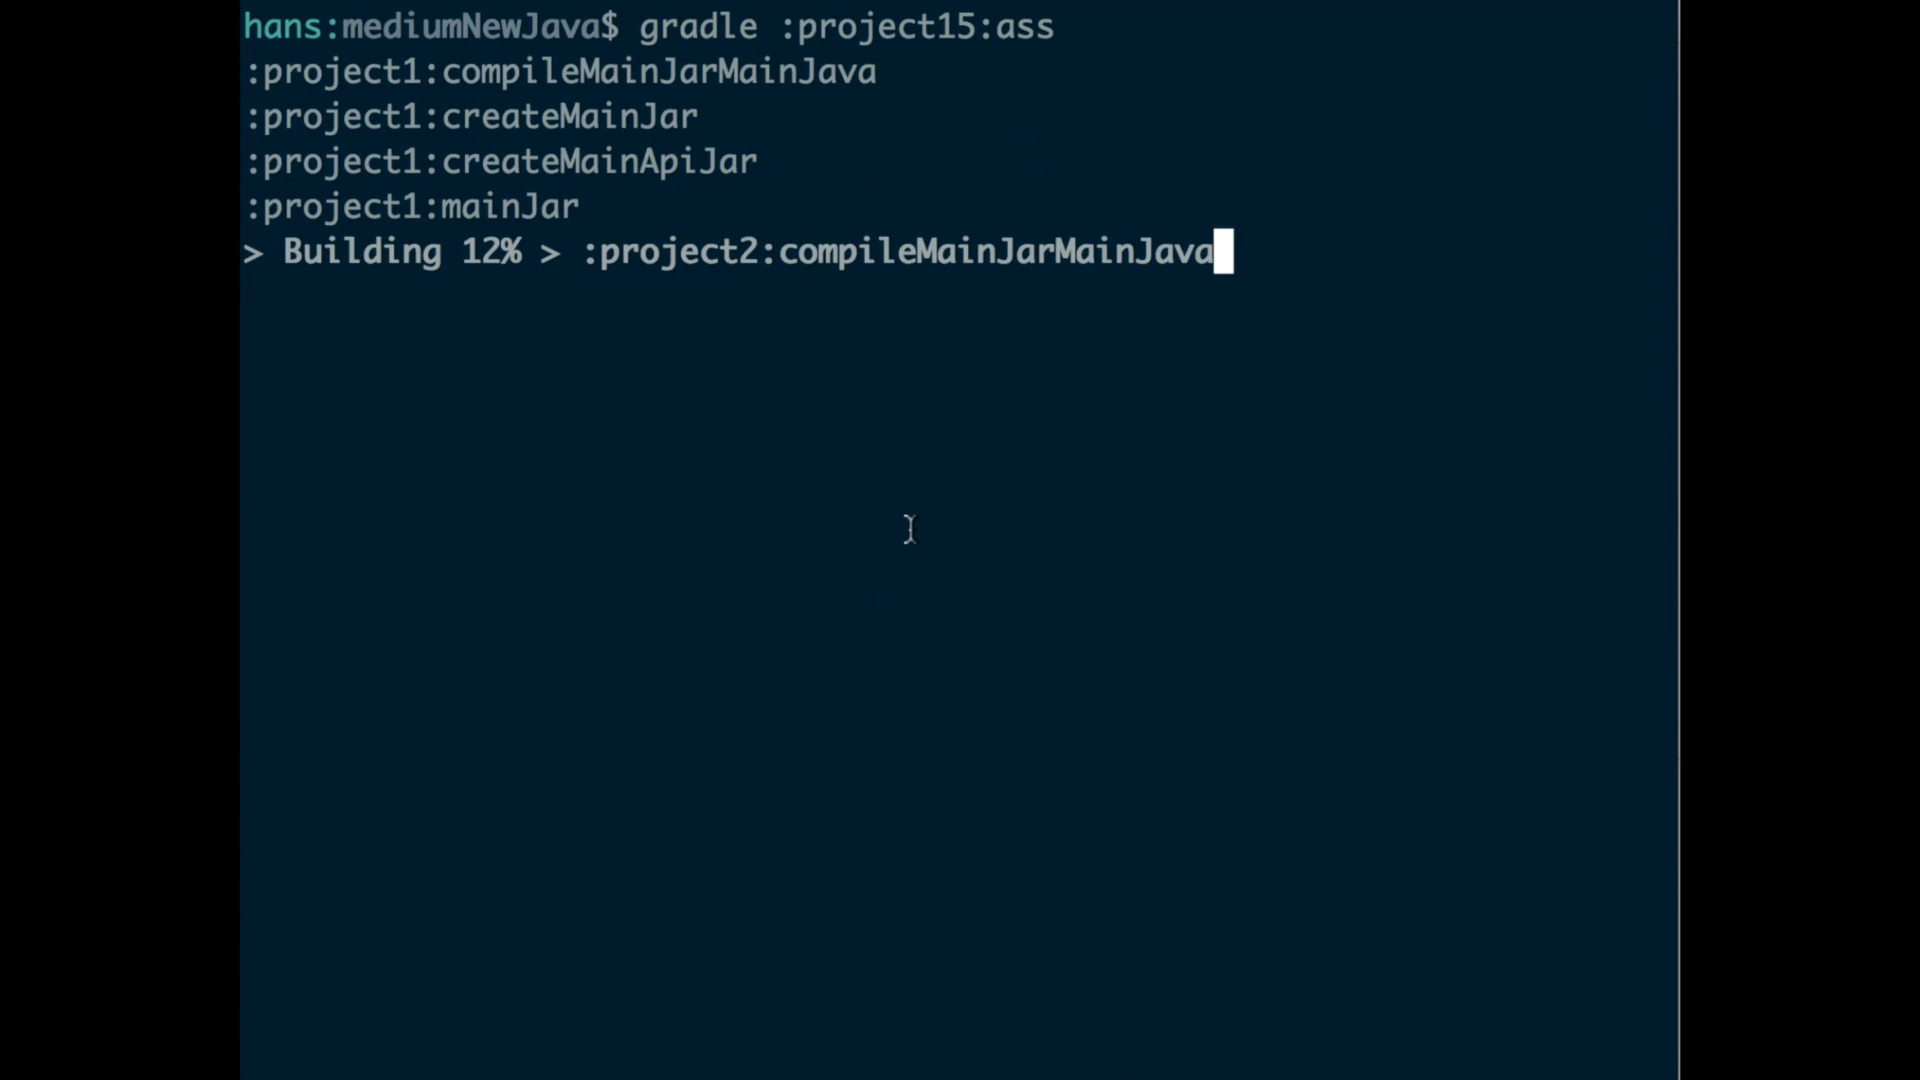 hans:mediumNewJava$ gradle :project15:ass
:project1:compileMainJarMainJava
:project1:createMainJar
:project1:createMainApiJar
:project1:mainJar
> Building 12% > :project2:compileMainJarMainJava